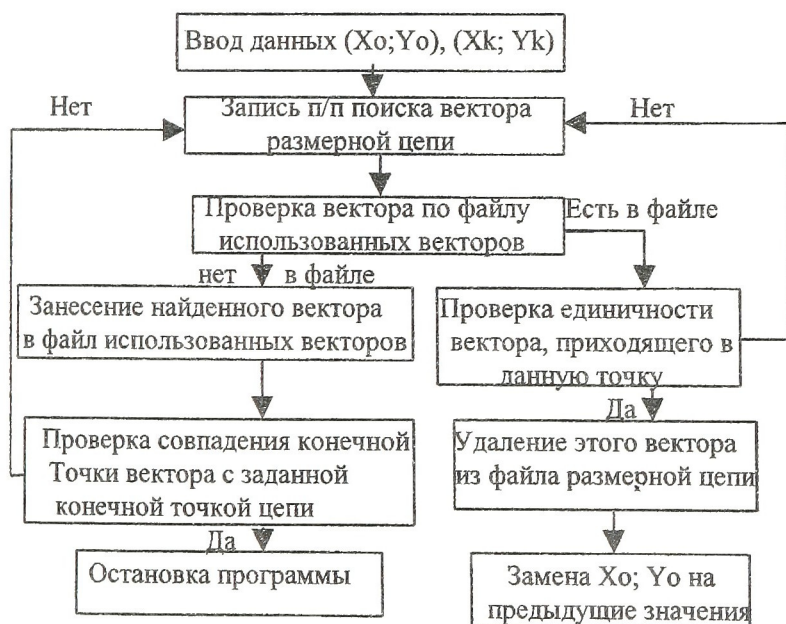 Ввод данных (Xo;Yo), (Xk; Yk)
Нет
Запись п/п поиска вектора
размерной цепи
Нет
Проверка вектора по файлу
использованных векторов
Есть в файле
нет в файле
Занесение найденного вектора
в файл использованных векторов
Проверка единичности
вектора, приходящего в
данную точку
Да
Проверка совпадения конечной
Точки вектора с заданной
конечной точкой цепи
Удаление этого вектора
из файла размерной цепи
Да
Остановка программы
Замена Xo; Yo на
предыдущие значения